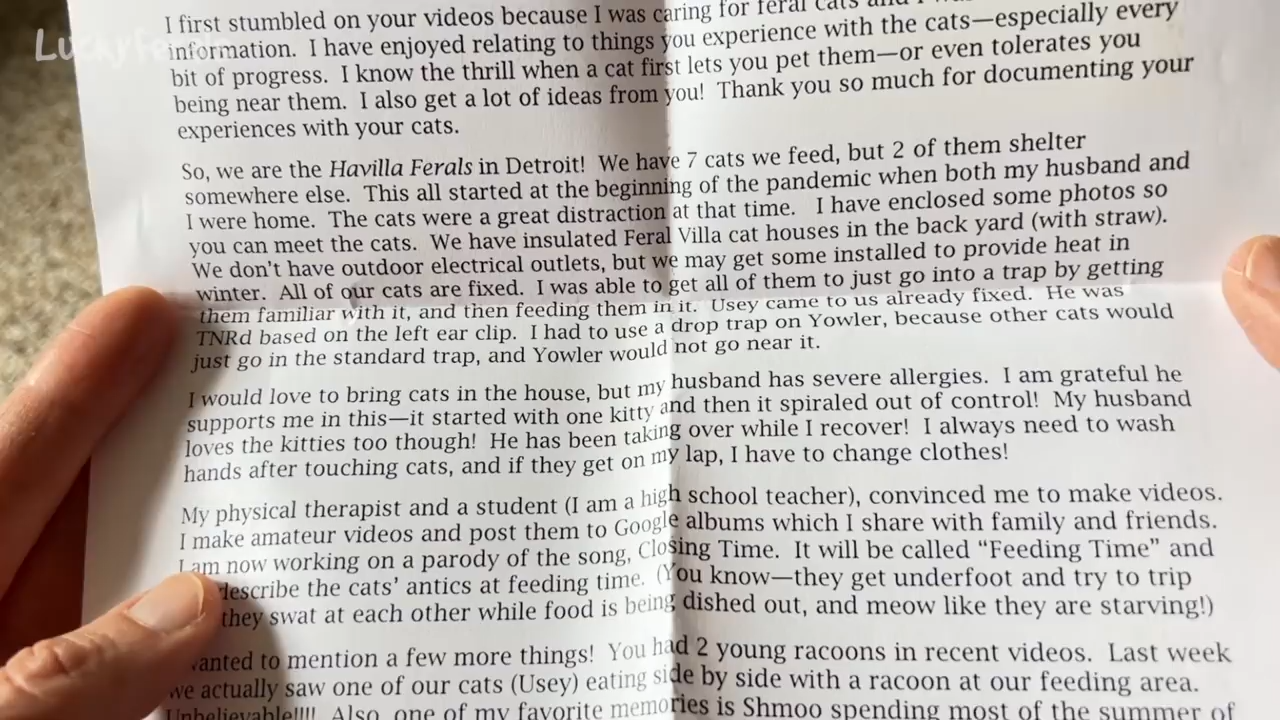 LuckyFe
I first stumbled on your videos because I was caring for feral cats and I
information. I have enjoyed relating to things you experience with the cats—especially every
bit of progress. I know the thrill when a cat first lets you pet them—or even tolerates you
being near them. I also get a lot of ideas from you! Thank you so much for documenting your
experiences with your cats.
So, we are the Havilla Ferals in Detroit! We have 7 cats we feed, but 2 of them shelter
somewhere else. This all started at the beginning of the pandemic when both my husband and
I were home. The cats were a great distraction at that time. I have enclosed some photos so
you can meet the cats. We have insulated Feral Villa cat houses in the back yard (with straw).
We don't have outdoor electrical outlets, but we may get some installed to provide heat in
winter. All of our cats are fixed. I was able to get all of them to just go into a trap by getting
them familiar with it, and then feeding them in it. Usey came to us already fixed. He was
TNRd based on the left ear clip. I had to use a drop trap on Yowler, because other cats would
just go in the standard trap, and Yowler would not go near it.
I would love to bring cats in the house, but my husband has severe allergies. I am grateful he
supports me in this—it started with one kitty and then it spiraled out of control! My husband
loves the kitties too though! He has been taking over while I recover! I always need to wash
hands after touching cats, and if they get on my lap, I have to change clothes!
My physical therapist and a student (I am a high school teacher), convinced me to make videos.
I make amateur videos and post them to Google albums which I share with family and friends.
I am now working on a parody of the song, Closing Time. It will be called “Feeding Time” and
describe the cats' antics at feeding time. (You know—they get underfoot and try to trip
they swat at each other while food is being dished out, and meow like they are starving!)
wanted to mention a few more things! You had 2 young racoons in recent videos. Last week
we actually saw one of our cats (Usey) eating side by side with a racoon at our feeding area.
Unbelievable!!!! Also, one of my favorite memories is Shmoo spending most of the summer of